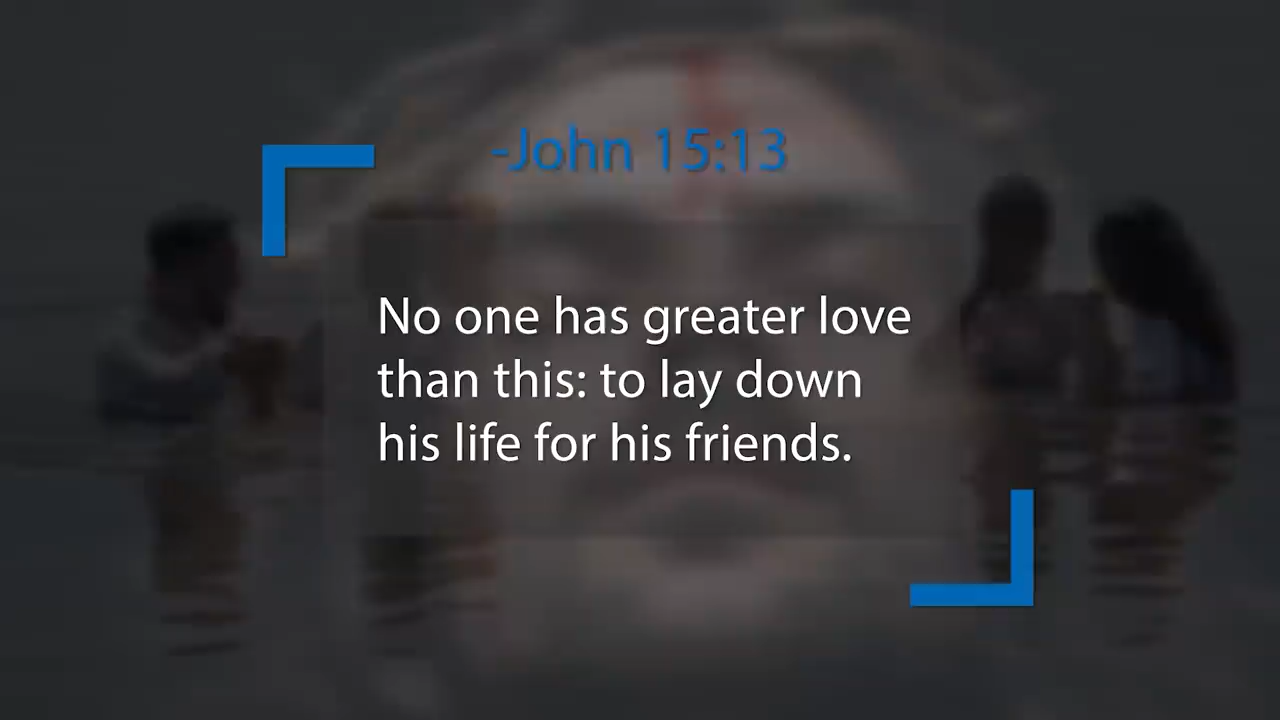 -John 15:13
No one has greater love
than this: to lay down
his life for his friends.